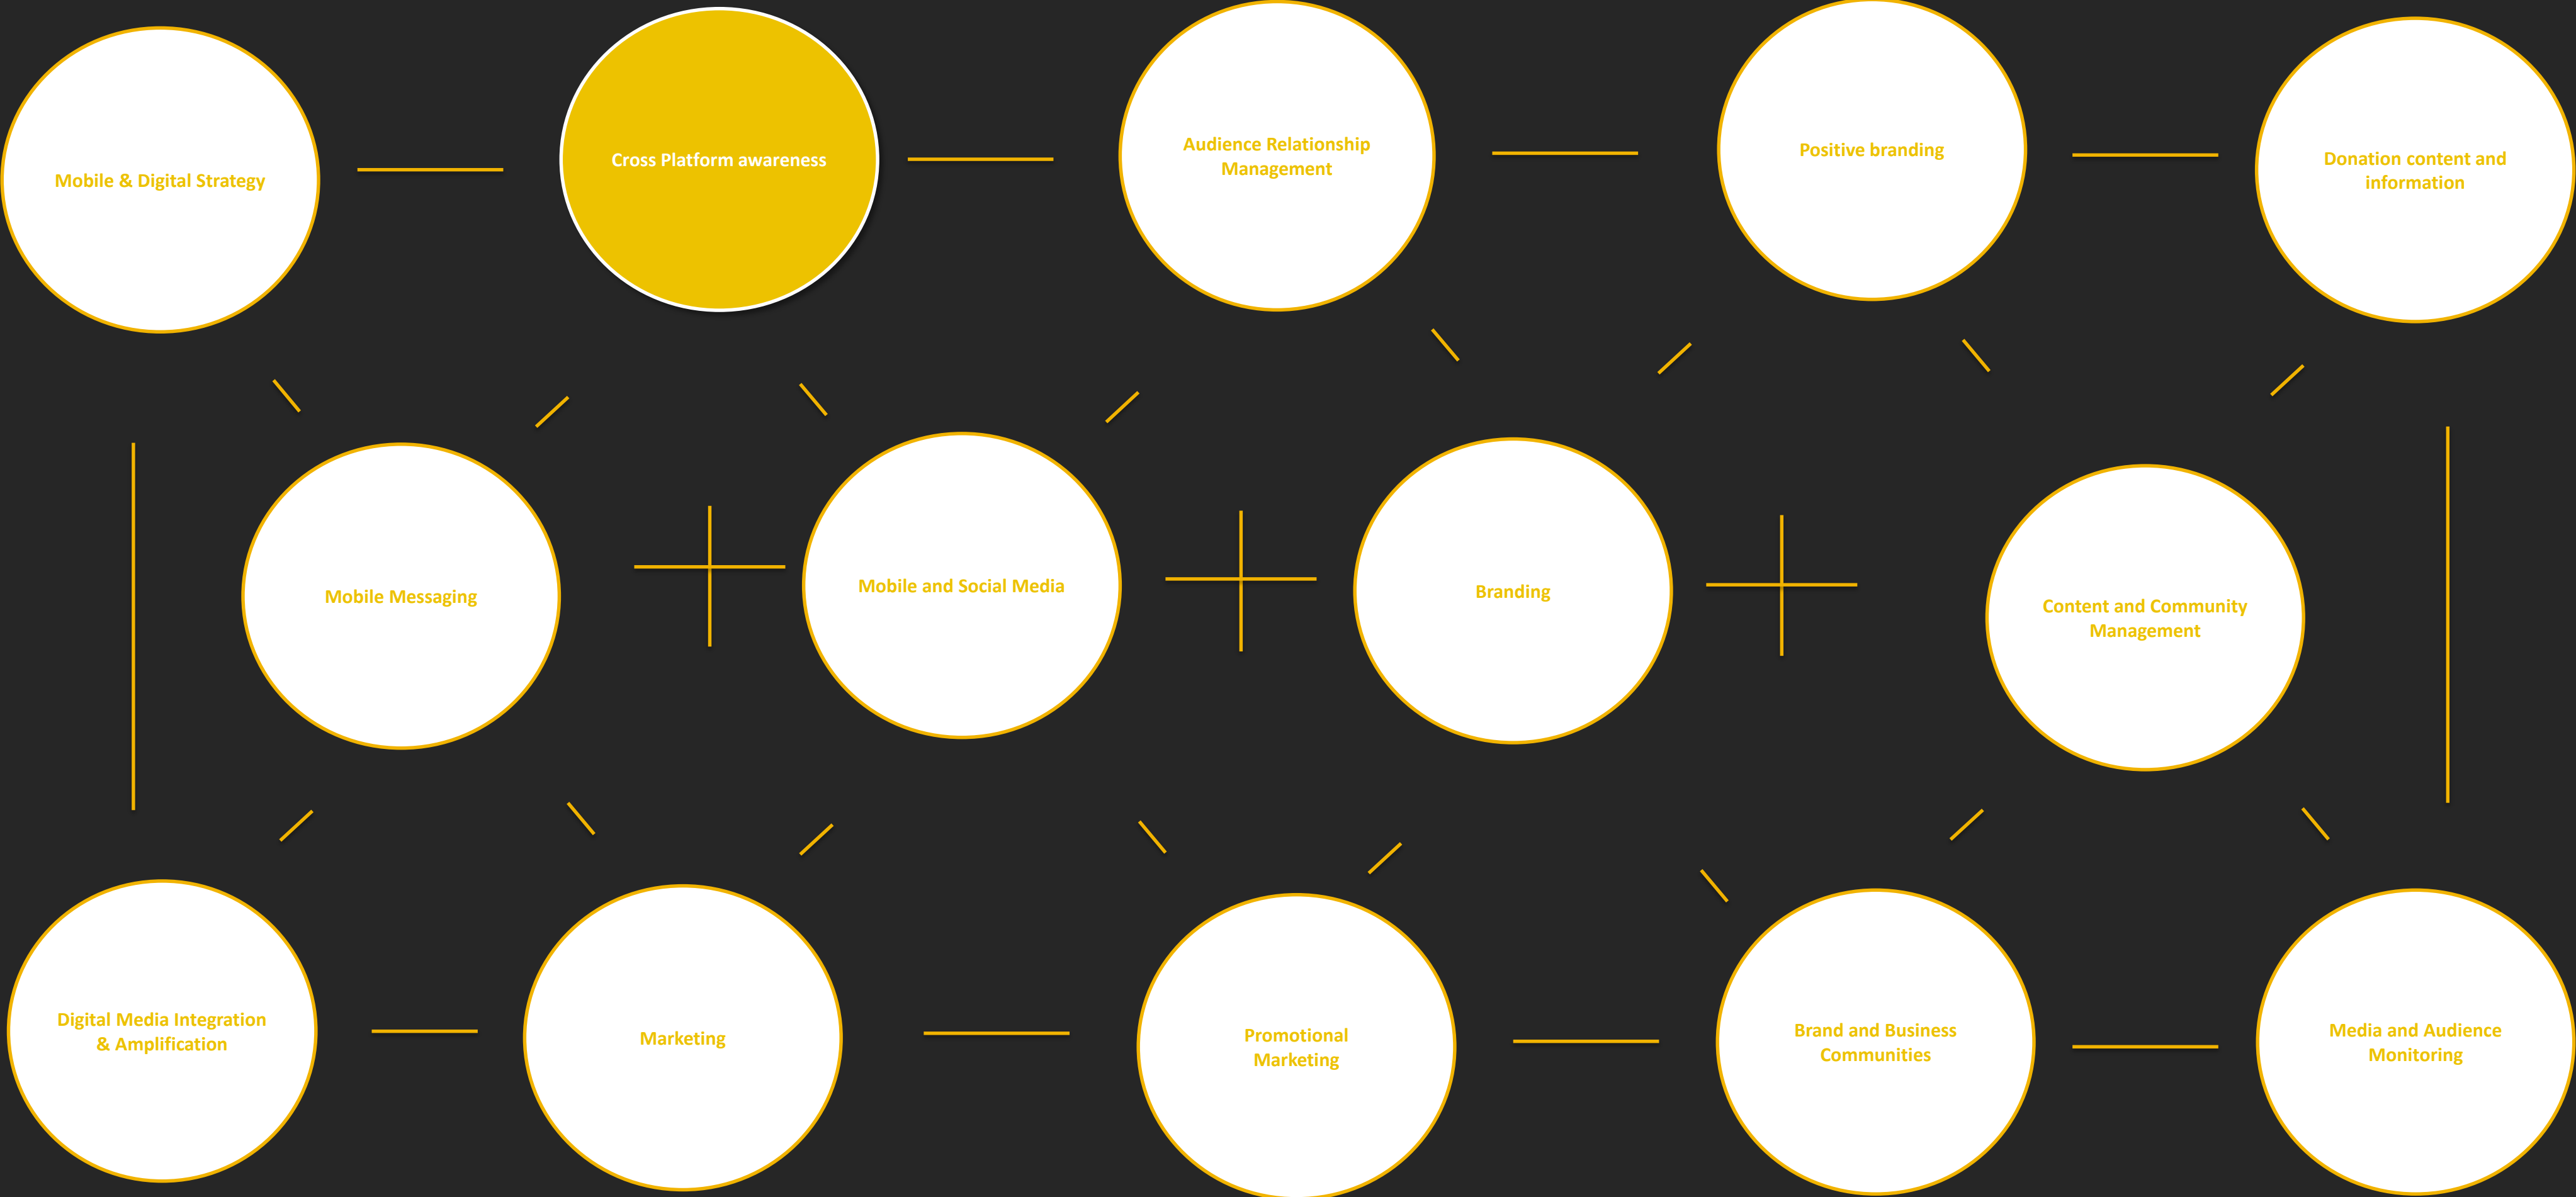 Mobile & Digital Strategy
Cross Platform awareness
Audience Relationship
Management
Positive branding
Donation content and
information
Mobile Messaging
Mobile and Social Media
Branding
Content and Community
Management
Digital Media Integration
& Amplification
Marketing
Promotional
Marketing
Brand and Business
Communities
Media and Audience
Monitoring